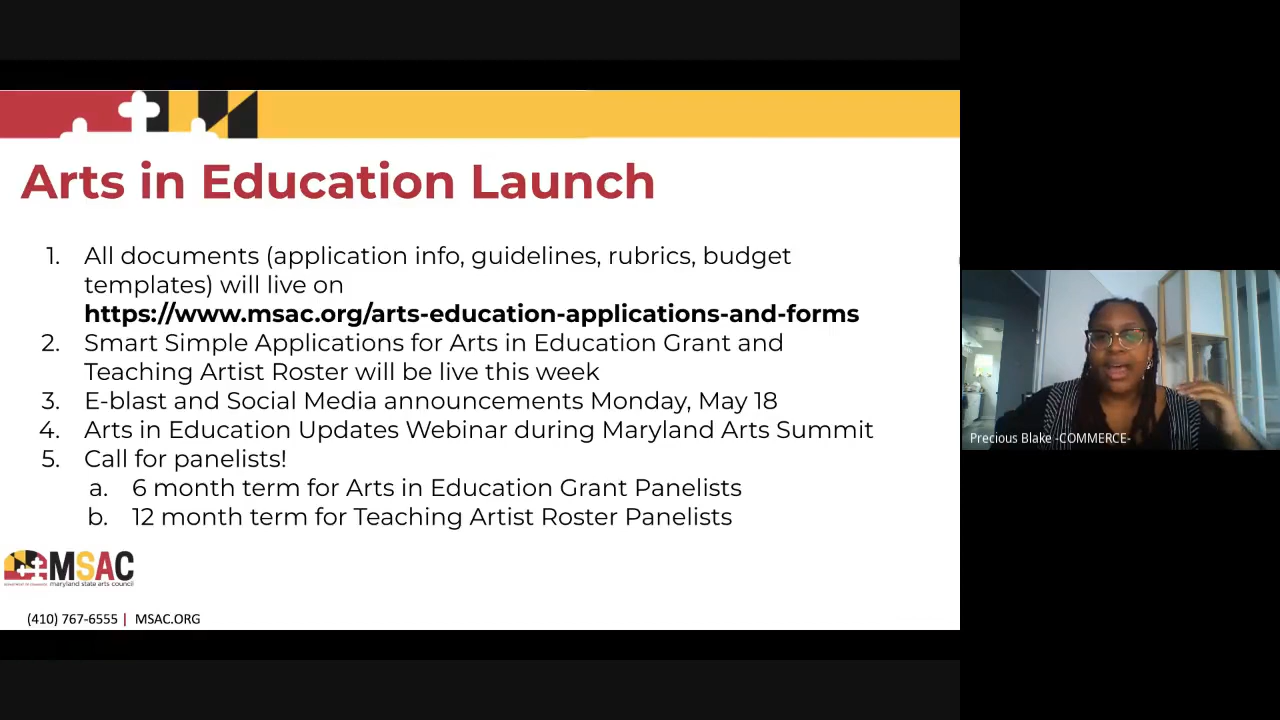 Arts in Education Launch
1. All documents (application info, guidelines, rubrics, budget
templates) will live on
https://www.msac.org/arts-education-applications-and-forms
2. Smart Simple Applications for Arts in Education Grant and
Teaching Artist Roster will be live this week
3. E-blast and Social Media announcements Monday, May 18
4. Arts in Education Updates Webinar during Maryland Arts Summit
5. Call for panelists!
a. 6 month term for Arts in Education Grant Panelists
b. 12 month term for Teaching Artist Roster Panelists
MSAC
maryland state arts council
(410) 767-6555 | MSAC.ORG
Precious Blake -COMMERCE-